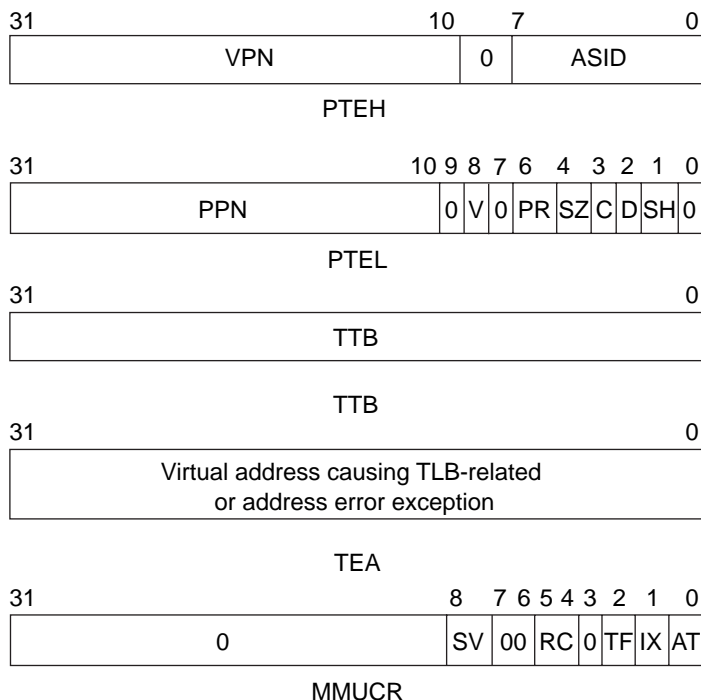 31 10 7 0
VPN 0 ASID
PTEH
31 10 9 8 7 6 4 3 2 1 0
PPN 0 V 0 PR SZ C D SH 0
PTEL
31 0
TTB
TTB
31 0
Virtual address causing TLB-related
or address error exception
TEA
31 8 7 6 5 4 3 2 1 0
0 SV 00 RC 0 TF IX AT
MMUCR